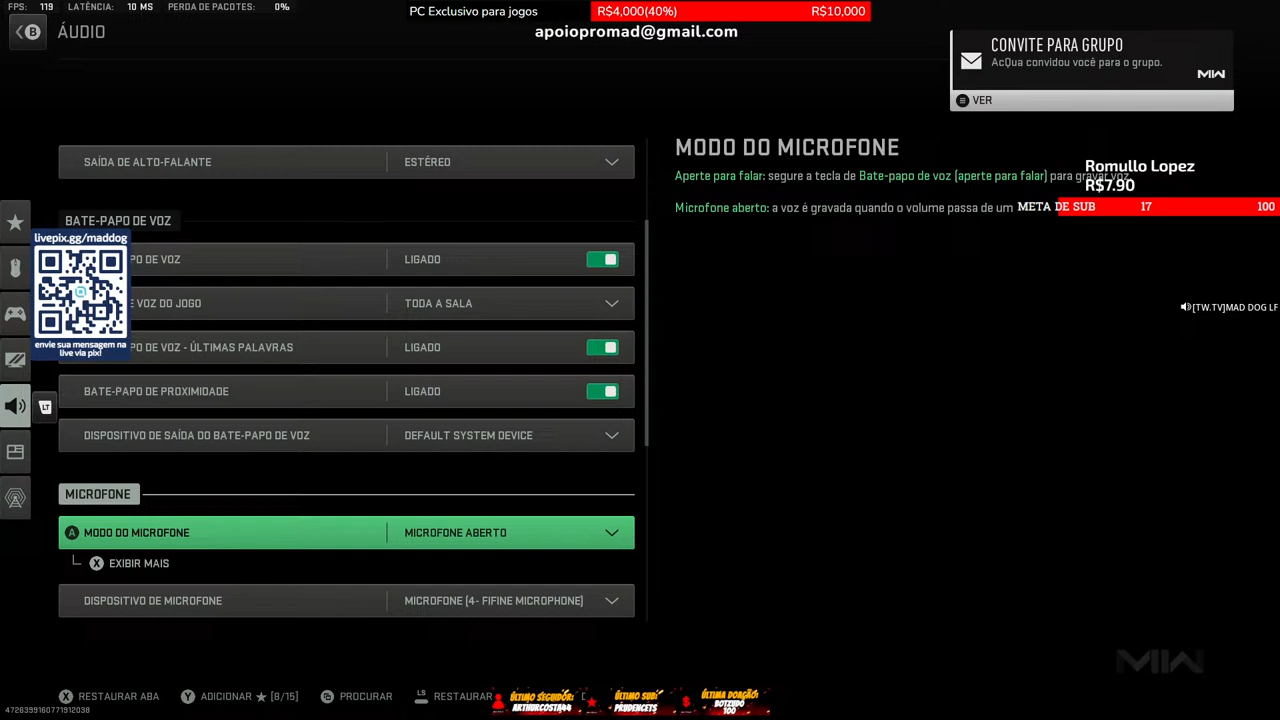 FPS: 119 LATÊNCIA: 10 MS PERDA DE PACOTES: 0%
PC Exclusivo para jogos R$4,000(40%) R$10,000
apoiopromad@gmail.com
B ÁUDIO
CONVITE PARA GRUPO
AcQua convidou você para o grupo.
MW
VER
SAÍDA DE ALTO-FALANTE ESTÉREO
BATE-PAPO DE VOZ
livepix.gg/maddog
PO DE VOZ LIGADO
E VOZ DO JOGO TODA A SALA
envie sua mensagem na
live via pix!
PO DE VOZ - ÚLTIMAS PALAVRAS LIGADO
BATE-PAPO DE PROXIMIDADE LIGADO
LT
DISPOSITIVO DE SAÍDA DO BATE-PAPO DE VOZ DEFAULT SYSTEM DEVICE
MICROFONE
A MODO DO MICROFONE MICROFONE ABERTO
X EXIBIR MAIS
DISPOSITIVO DE MICROFONE MICROFONE (4- FIFINE MICROPHONE)
MODO DO MICROFONE
Aperte para falar: segure a tecla de Bate-papo de voz (aperte para falar) para gravar voz.
Romullo Lopez
R$7.90
Microfone aberto: a voz é gravada quando o volume passa de um
META DE SUB 17 100
[TW.TV]MAD DOG LF
MW
X RESTAURAR ABA Y ADICIONAR ★ [8/15] PROCURAR LS RESTAURAR
ÚLTIMO SEGUIDOR:
ARTHURCOSTA44
ÚLTIMO SUB:
PRUDENCETS
ÚLTIMA DOAÇÃO:
BOTZUDO
100
4728399160771912038